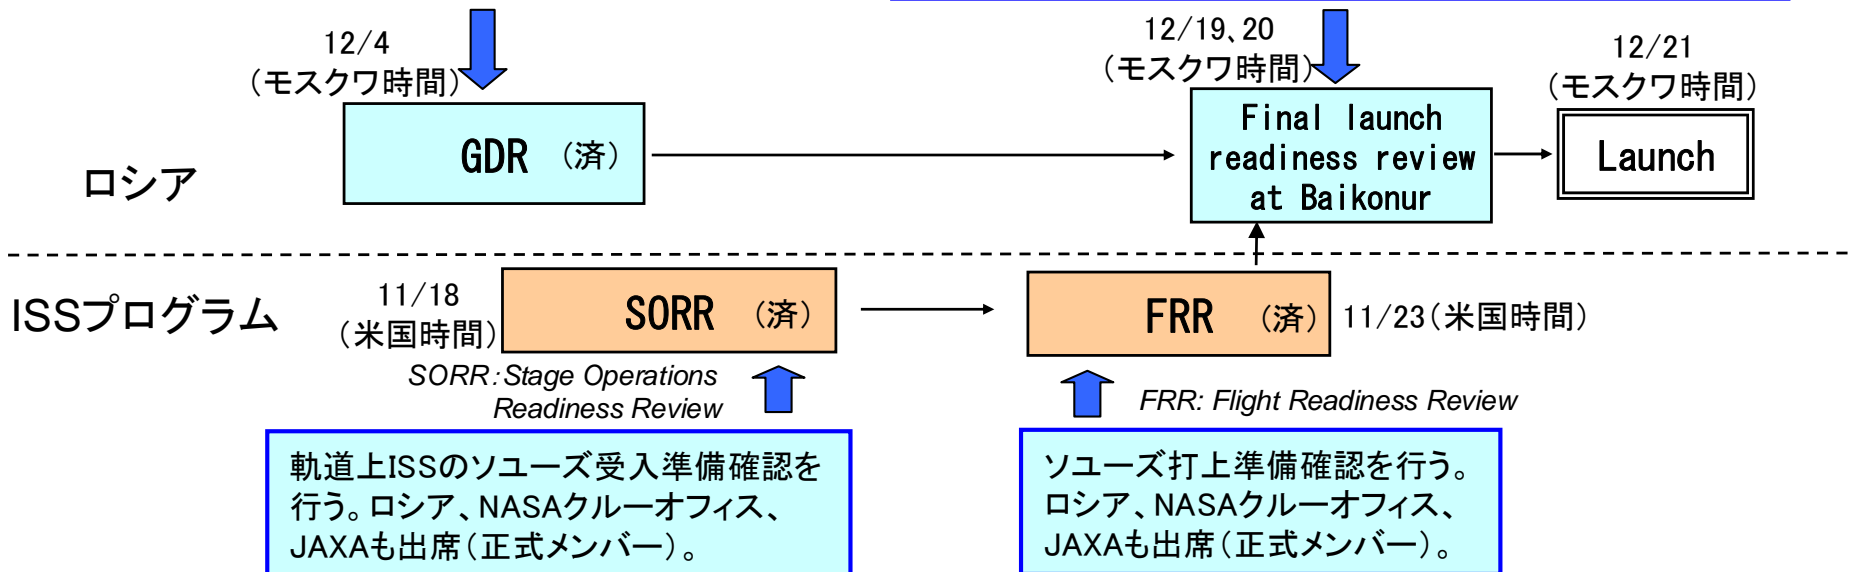 12/4
（モスクワ時間）
12/19、20
（モスクワ時間）
12/21
（モスクワ時間）
ロシア
GDR （済）
Final launch
readiness review
at Baikonur
Launch
ISSプログラム
11/18
（米国時間）
SORR （済）
FRR （済）
11/23（米国時間）
SORR：Stage Operations
Readiness Review
FRR: Flight Readiness Review
軌道上ISSのソユーズ受入準備確認を
行う。ロシア、NASAクルーオフィス、
JAXAも出席（正式メンバー）。
ソユーズ打上準備確認を行う。
ロシア、NASAクルーオフィス、
JAXAも出席（正式メンバー）。